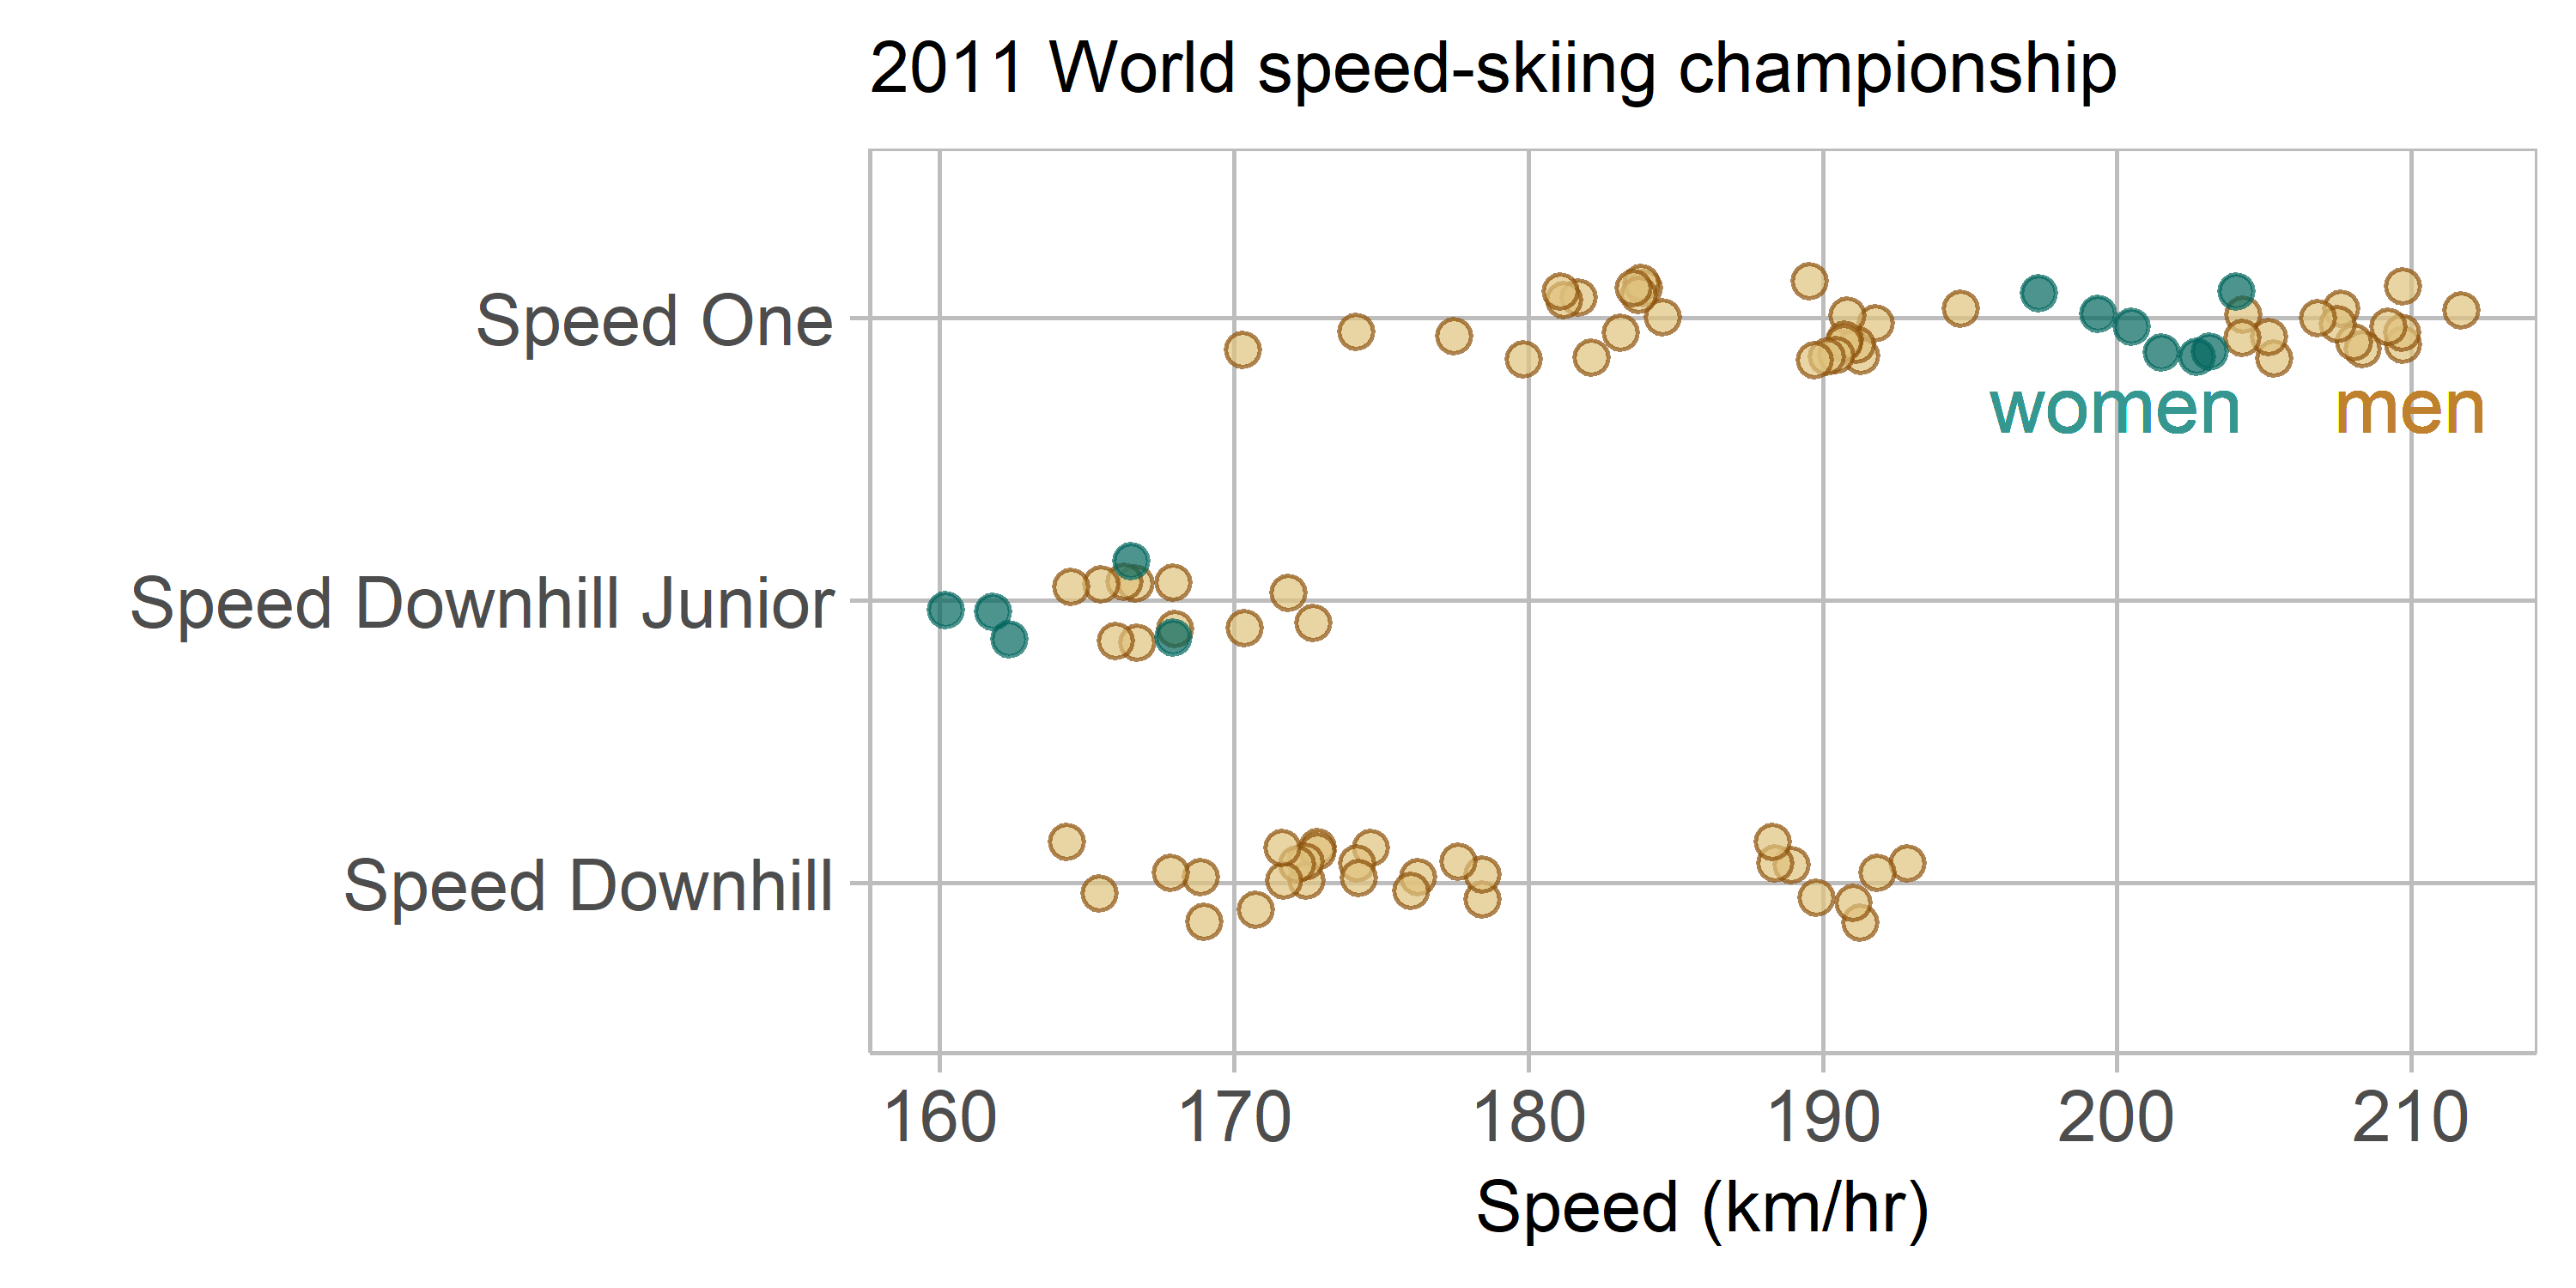 2011 World speed-skiing championship
Speed One
women men
Speed Downhill Junior
Speed Downhill
160 170 180 190 200 210
Speed (km/hr)